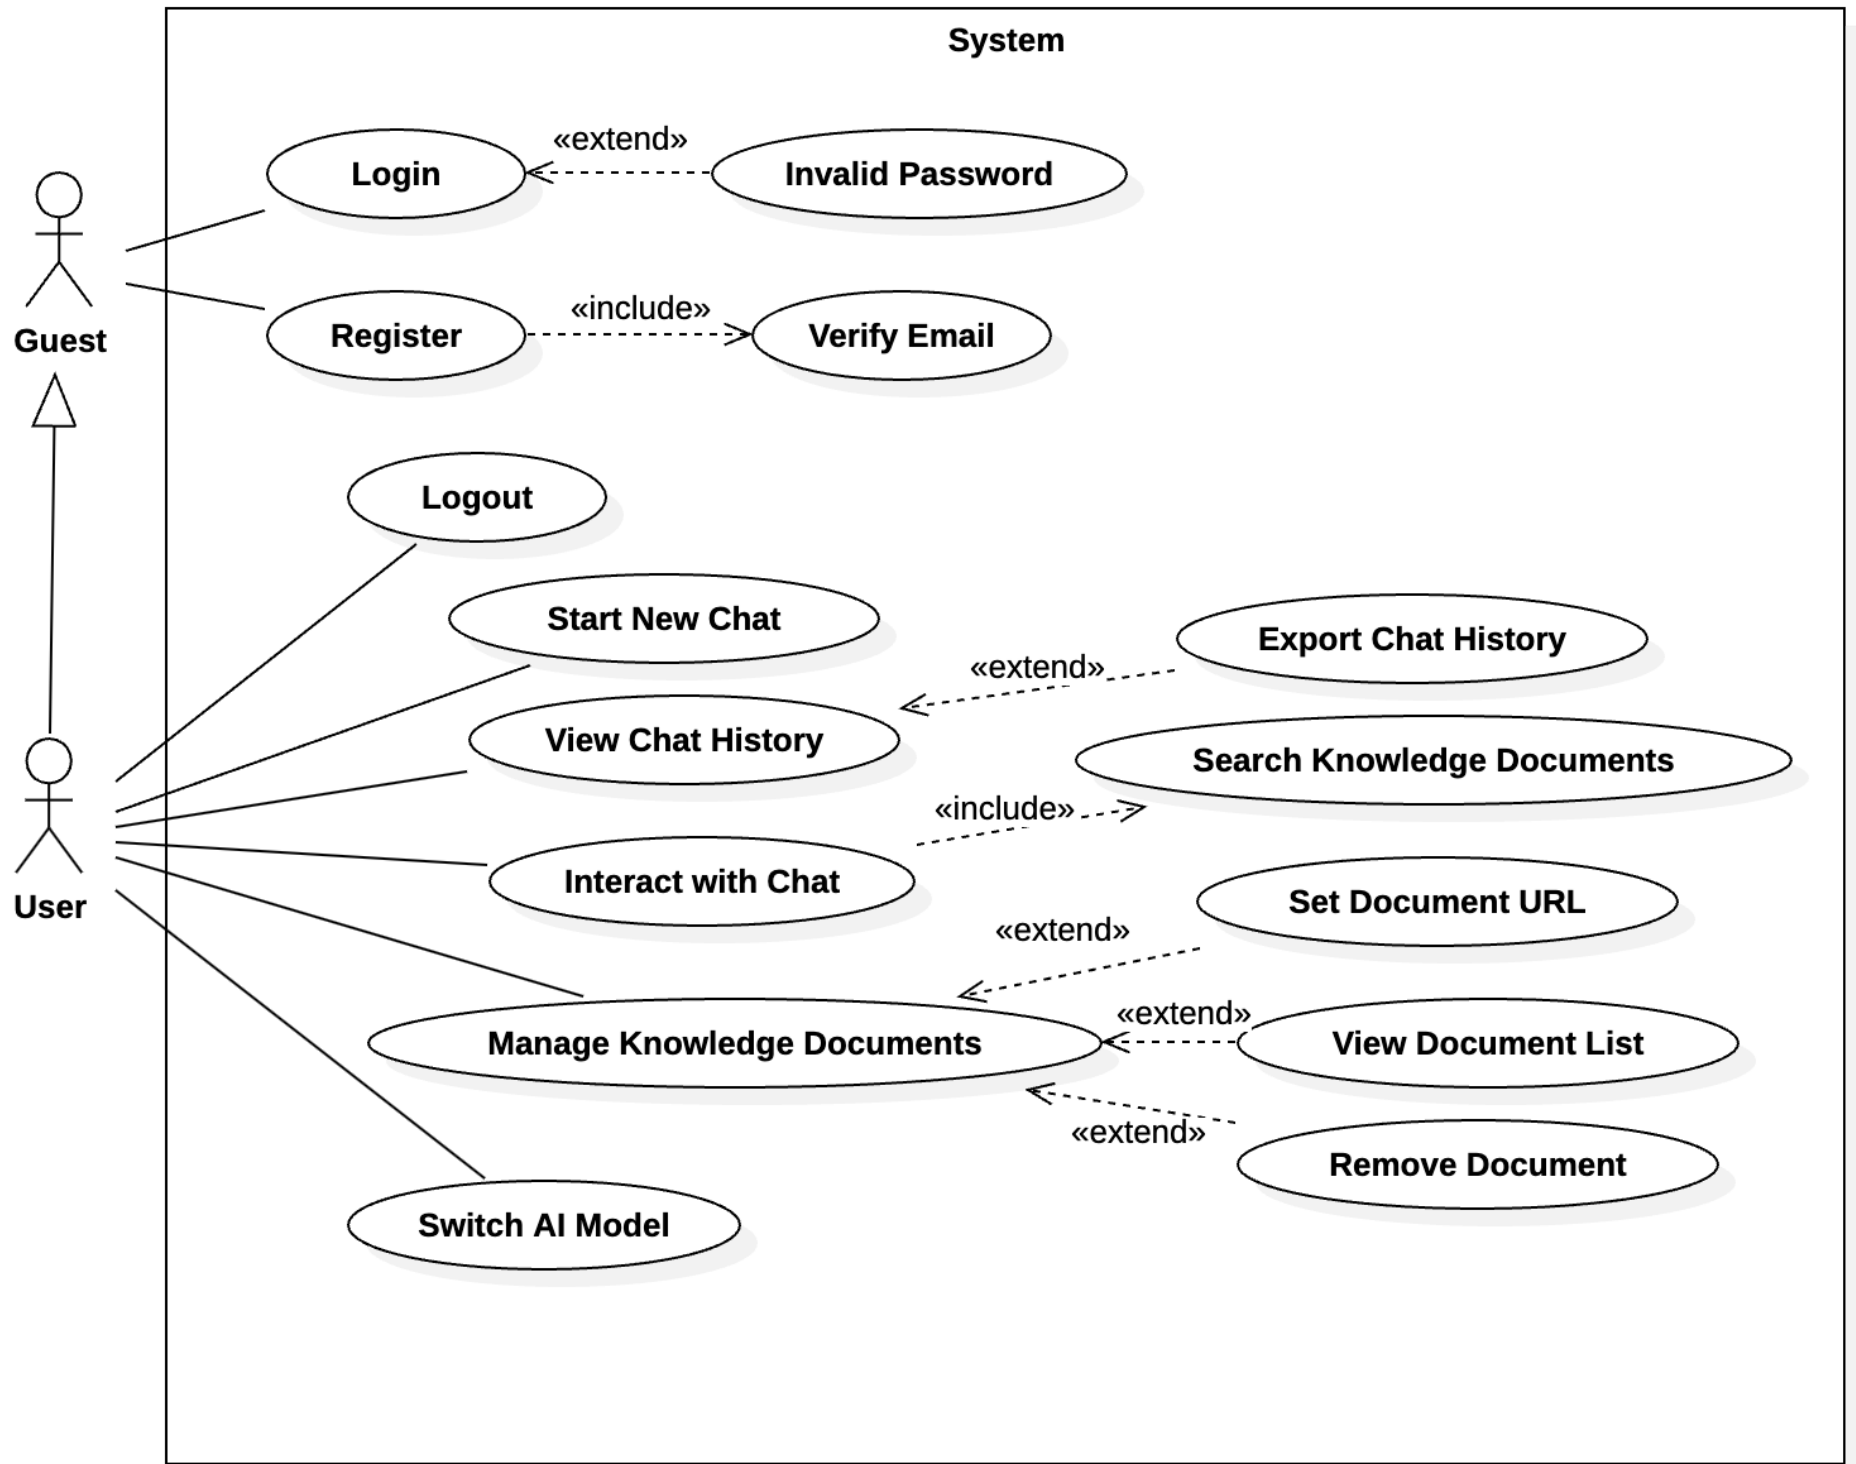 System
«extend»
Login
Invalid Password
Guest
«include»
Register
Verify Email
Logout
Start New Chat
Export Chat History
«extend»
View Chat History
Search Knowledge Documents
«include»
Interact with Chat
User
Set Document URL
«extend»
«extend»
Manage Knowledge Documents
View Document List
«extend»
Remove Document
Switch AI Model